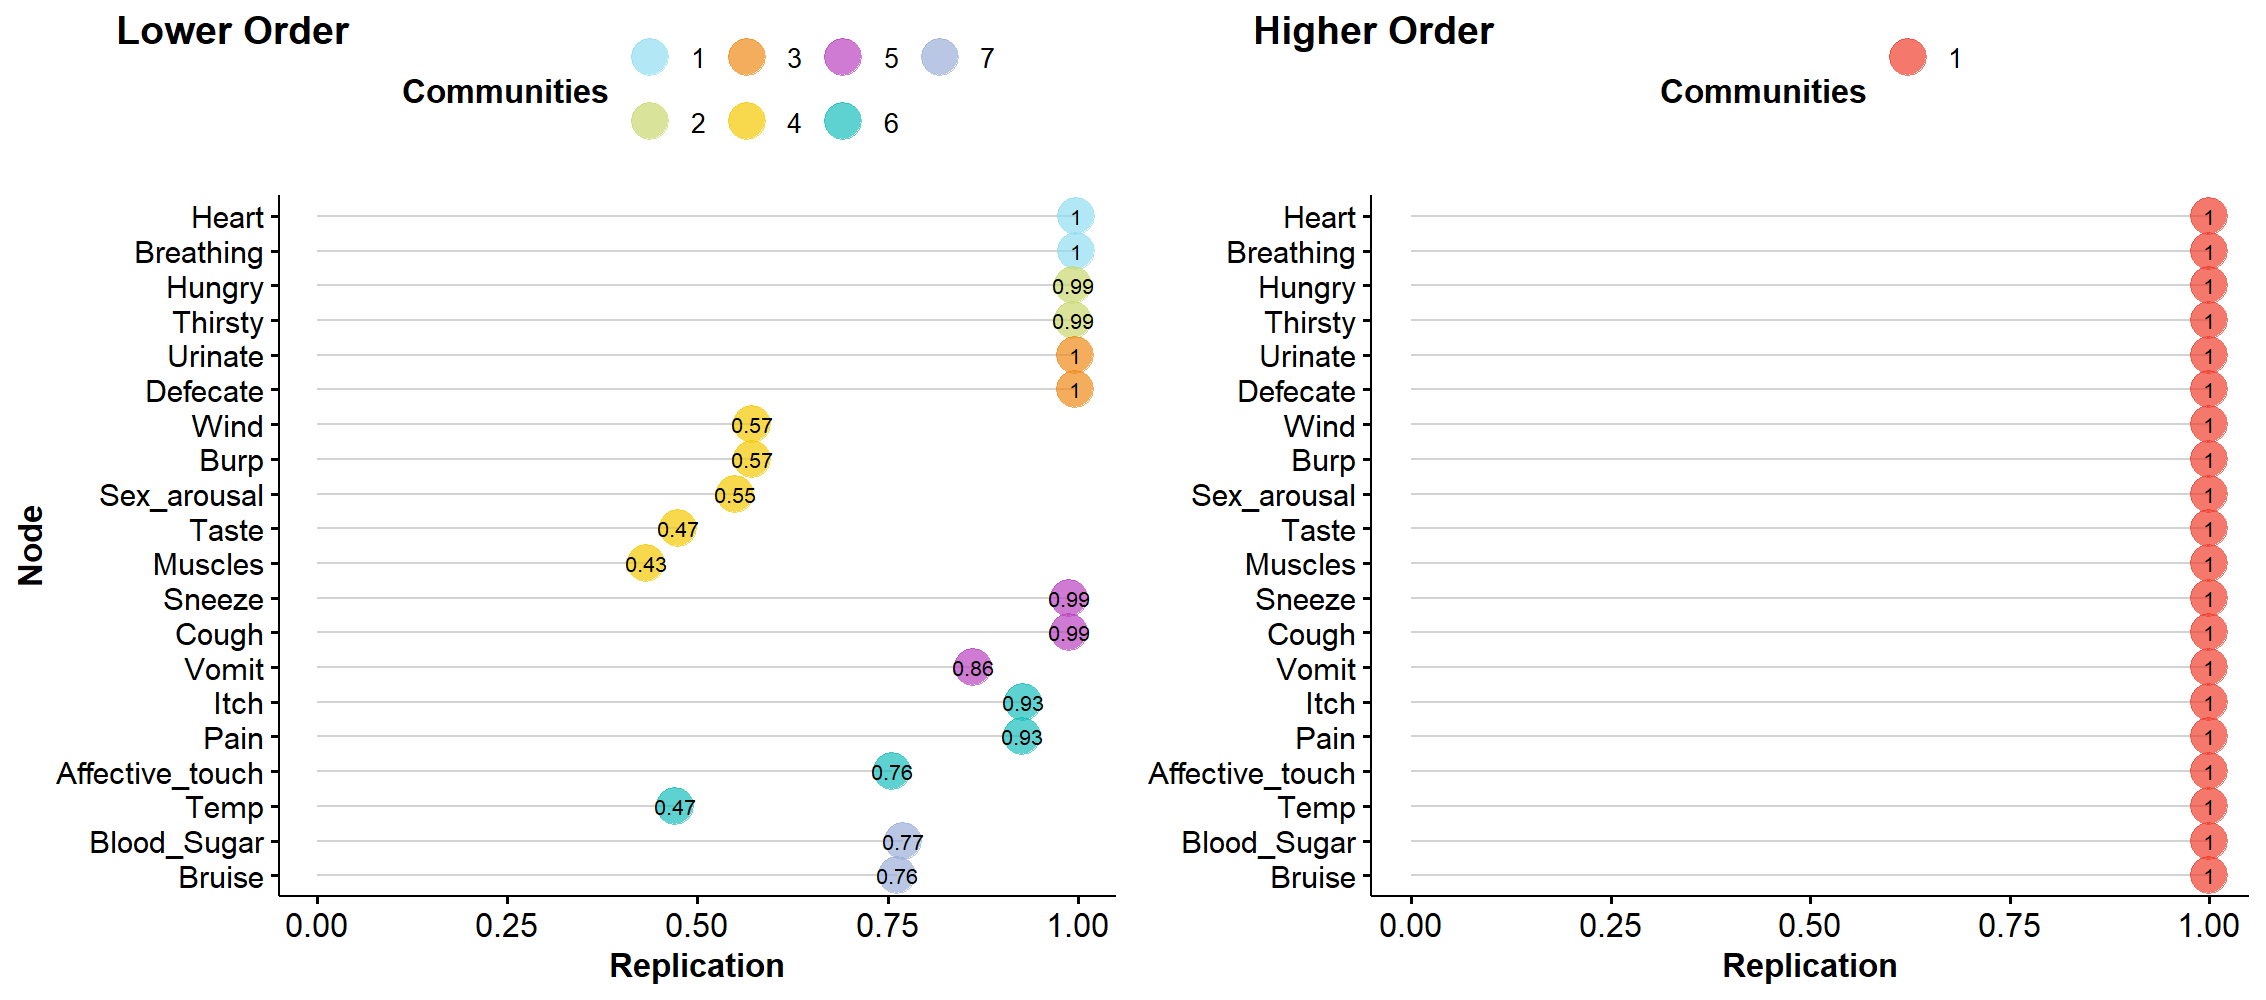 Lower Order
Communities
1 3 5 7
2 4 6
Node
Heart 1
Breathing 1
Hungry 0.99
Thirsty 0.99
Urinate 1
Defecate 1
Wind 0.57
Burp 0.57
Sex_arousal 0.55
Taste 0.47
Muscles 0.43
Sneeze 0.99
Cough 0.99
Vomit 0.86
Itch 0.93
Pain 0.93
Affective_touch 0.76
Temp 0.47
Blood_Sugar 0.77
Bruise 0.76
0.00 0.25 0.50 0.75 1.00
Replication
Higher Order
Communities
1
Heart 1
Breathing 1
Hungry 1
Thirsty 1
Urinate 1
Defecate 1
Wind 1
Burp 1
Sex_arousal 1
Taste 1
Muscles 1
Sneeze 1
Cough 1
Vomit 1
Itch 1
Pain 1
Affective_touch 1
Temp 1
Blood_Sugar 1
Bruise 1
0.00 0.25 0.50 0.75 1.00
Replication